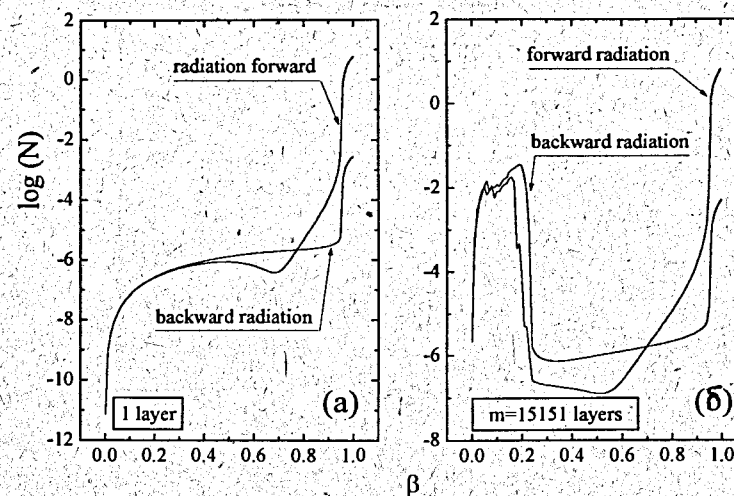 2
0
-2
-4
-6
-8
-10
-12
log (N)
radiation forward
backward radiation
1 layer
(a)
0.0 0.2 0.4 0.6 0.8 1.0
2
0
-2
-4
-6
-8
forward radiation
backward radiation
m=15151 layers
(б)
0.0 0.2 0.4 0.6 0.8 1.0
β